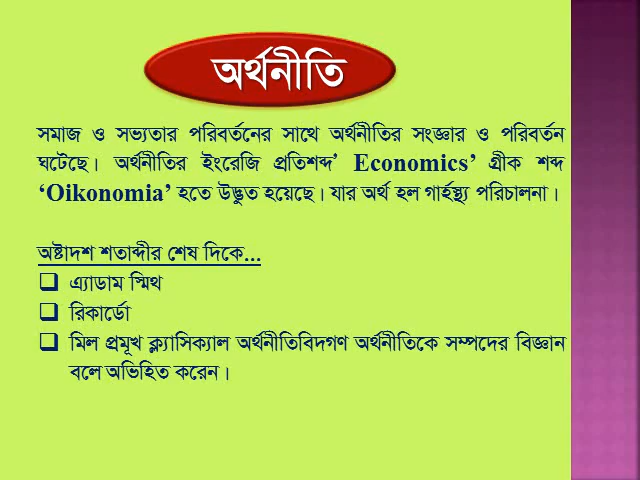 অর্থনীতি
সমাজ ও সভ্যতার পরিবর্তনের সাথে অর্থনীতির সংজ্ঞার ও পরিবর্তন
ঘটেছে। অর্থনীতির ইংরেজি প্রতিশব্দ’ Economics’ গ্রীক শব্দ
‘Oikonomia’ হতে উদ্ভুত হয়েছে। যার অর্থ হল গার্হস্থ্য পরিচালনা।
অষ্টাদশ শতাব্দীর শেষ দিকে...
❑ এ্যাডাম স্মিথ
❑ রিকার্ডো
❑ মিল প্রমূখ ক্ল্যাসিক্যাল অর্থনীতিবিদগণ অর্থনীতিকে সম্পদের বিজ্ঞান
বলে অভিহিত করেন।